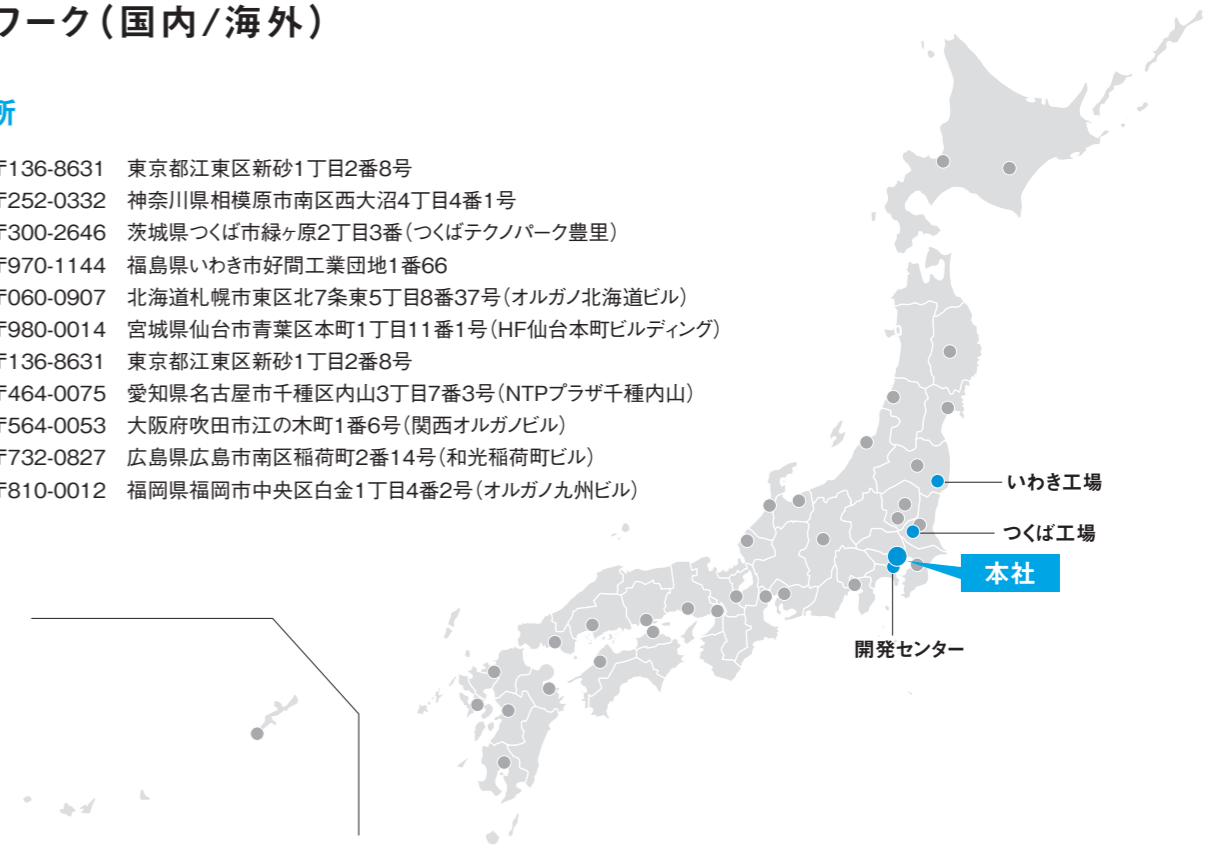 ワーク(国内/海外)
所
〒136-8631 東京都江東区新砂1丁目2番8号
〒252-0332 神奈川県相模原市南区西大沼4丁目4番1号
〒300-2646 茨城県つくば市緑ヶ原2丁目3番(つくばテクノパーク豊里)
〒970-1144 福島県いわき市好間工業団地1番66
〒060-0907 北海道札幌市東区北7条東5丁目8番37号(オルガノ北海道ビル)
〒980-0014 宮城県仙台市青葉区本町1丁目11番1号(HF仙台本町ビルディング)
〒136-8631 東京都江東区新砂1丁目2番8号
〒464-0075 愛知県名古屋市千種区内山3丁目7番3号(NTPプラザ千種内山)
〒564-0053 大阪府吹田市江の木町1番6号(関西オルガノビル)
〒732-0827 広島県広島市南区稲荷町2番14号(和光稲荷町ビル)
〒810-0012 福岡県福岡市中央区白金1丁目4番2号(オルガノ九州ビル)
いわき工場
つくば工場
本社
開発センター